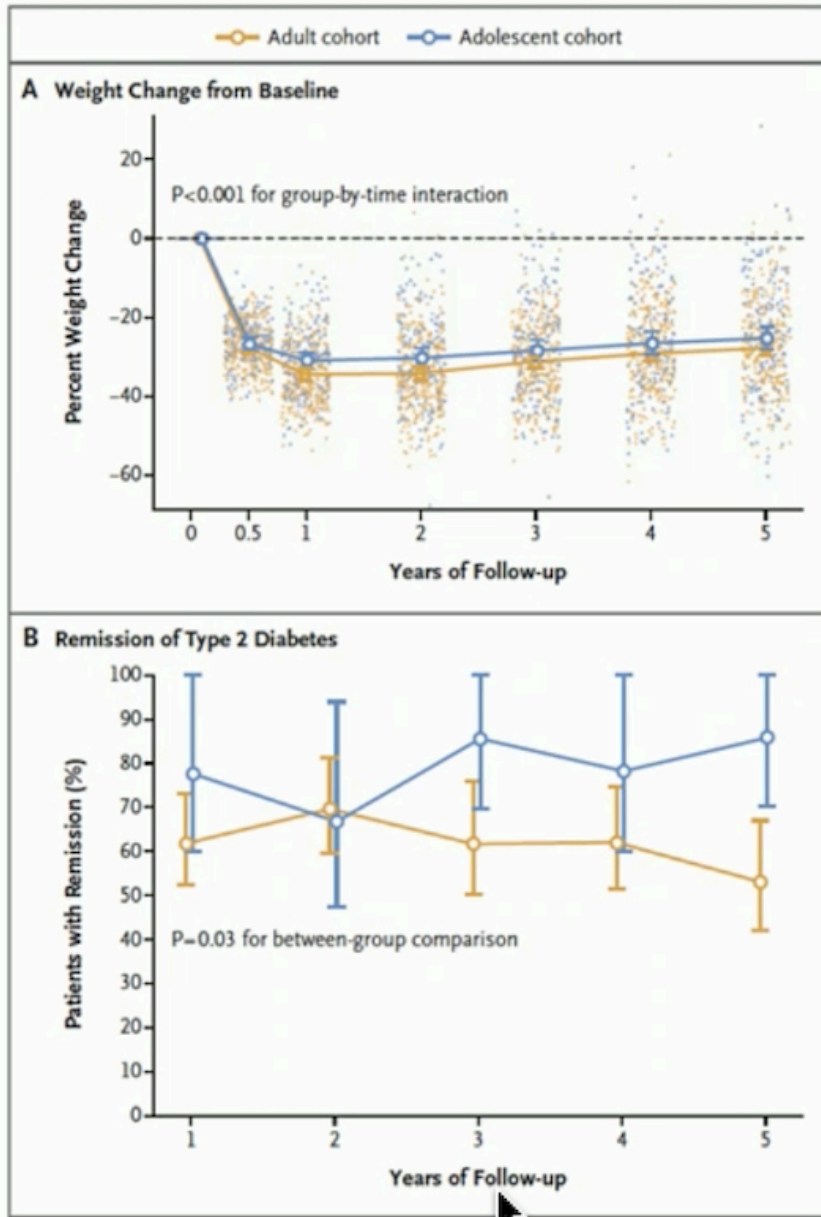 Adult cohort Adolescent cohort
A Weight Change from Baseline
Percent Weight Change
20
P<0.001 for group-by-time interaction
0
−20
−40
−60
0 0.5 1 2 3 4 5
Years of Follow-up
B Remission of Type 2 Diabetes
Patients with Remission (%)
100
90
80
70
60
50
40
P=0.03 for between-group comparison
30
20
10
0
1 2 3 4 5
Years of Follow-up